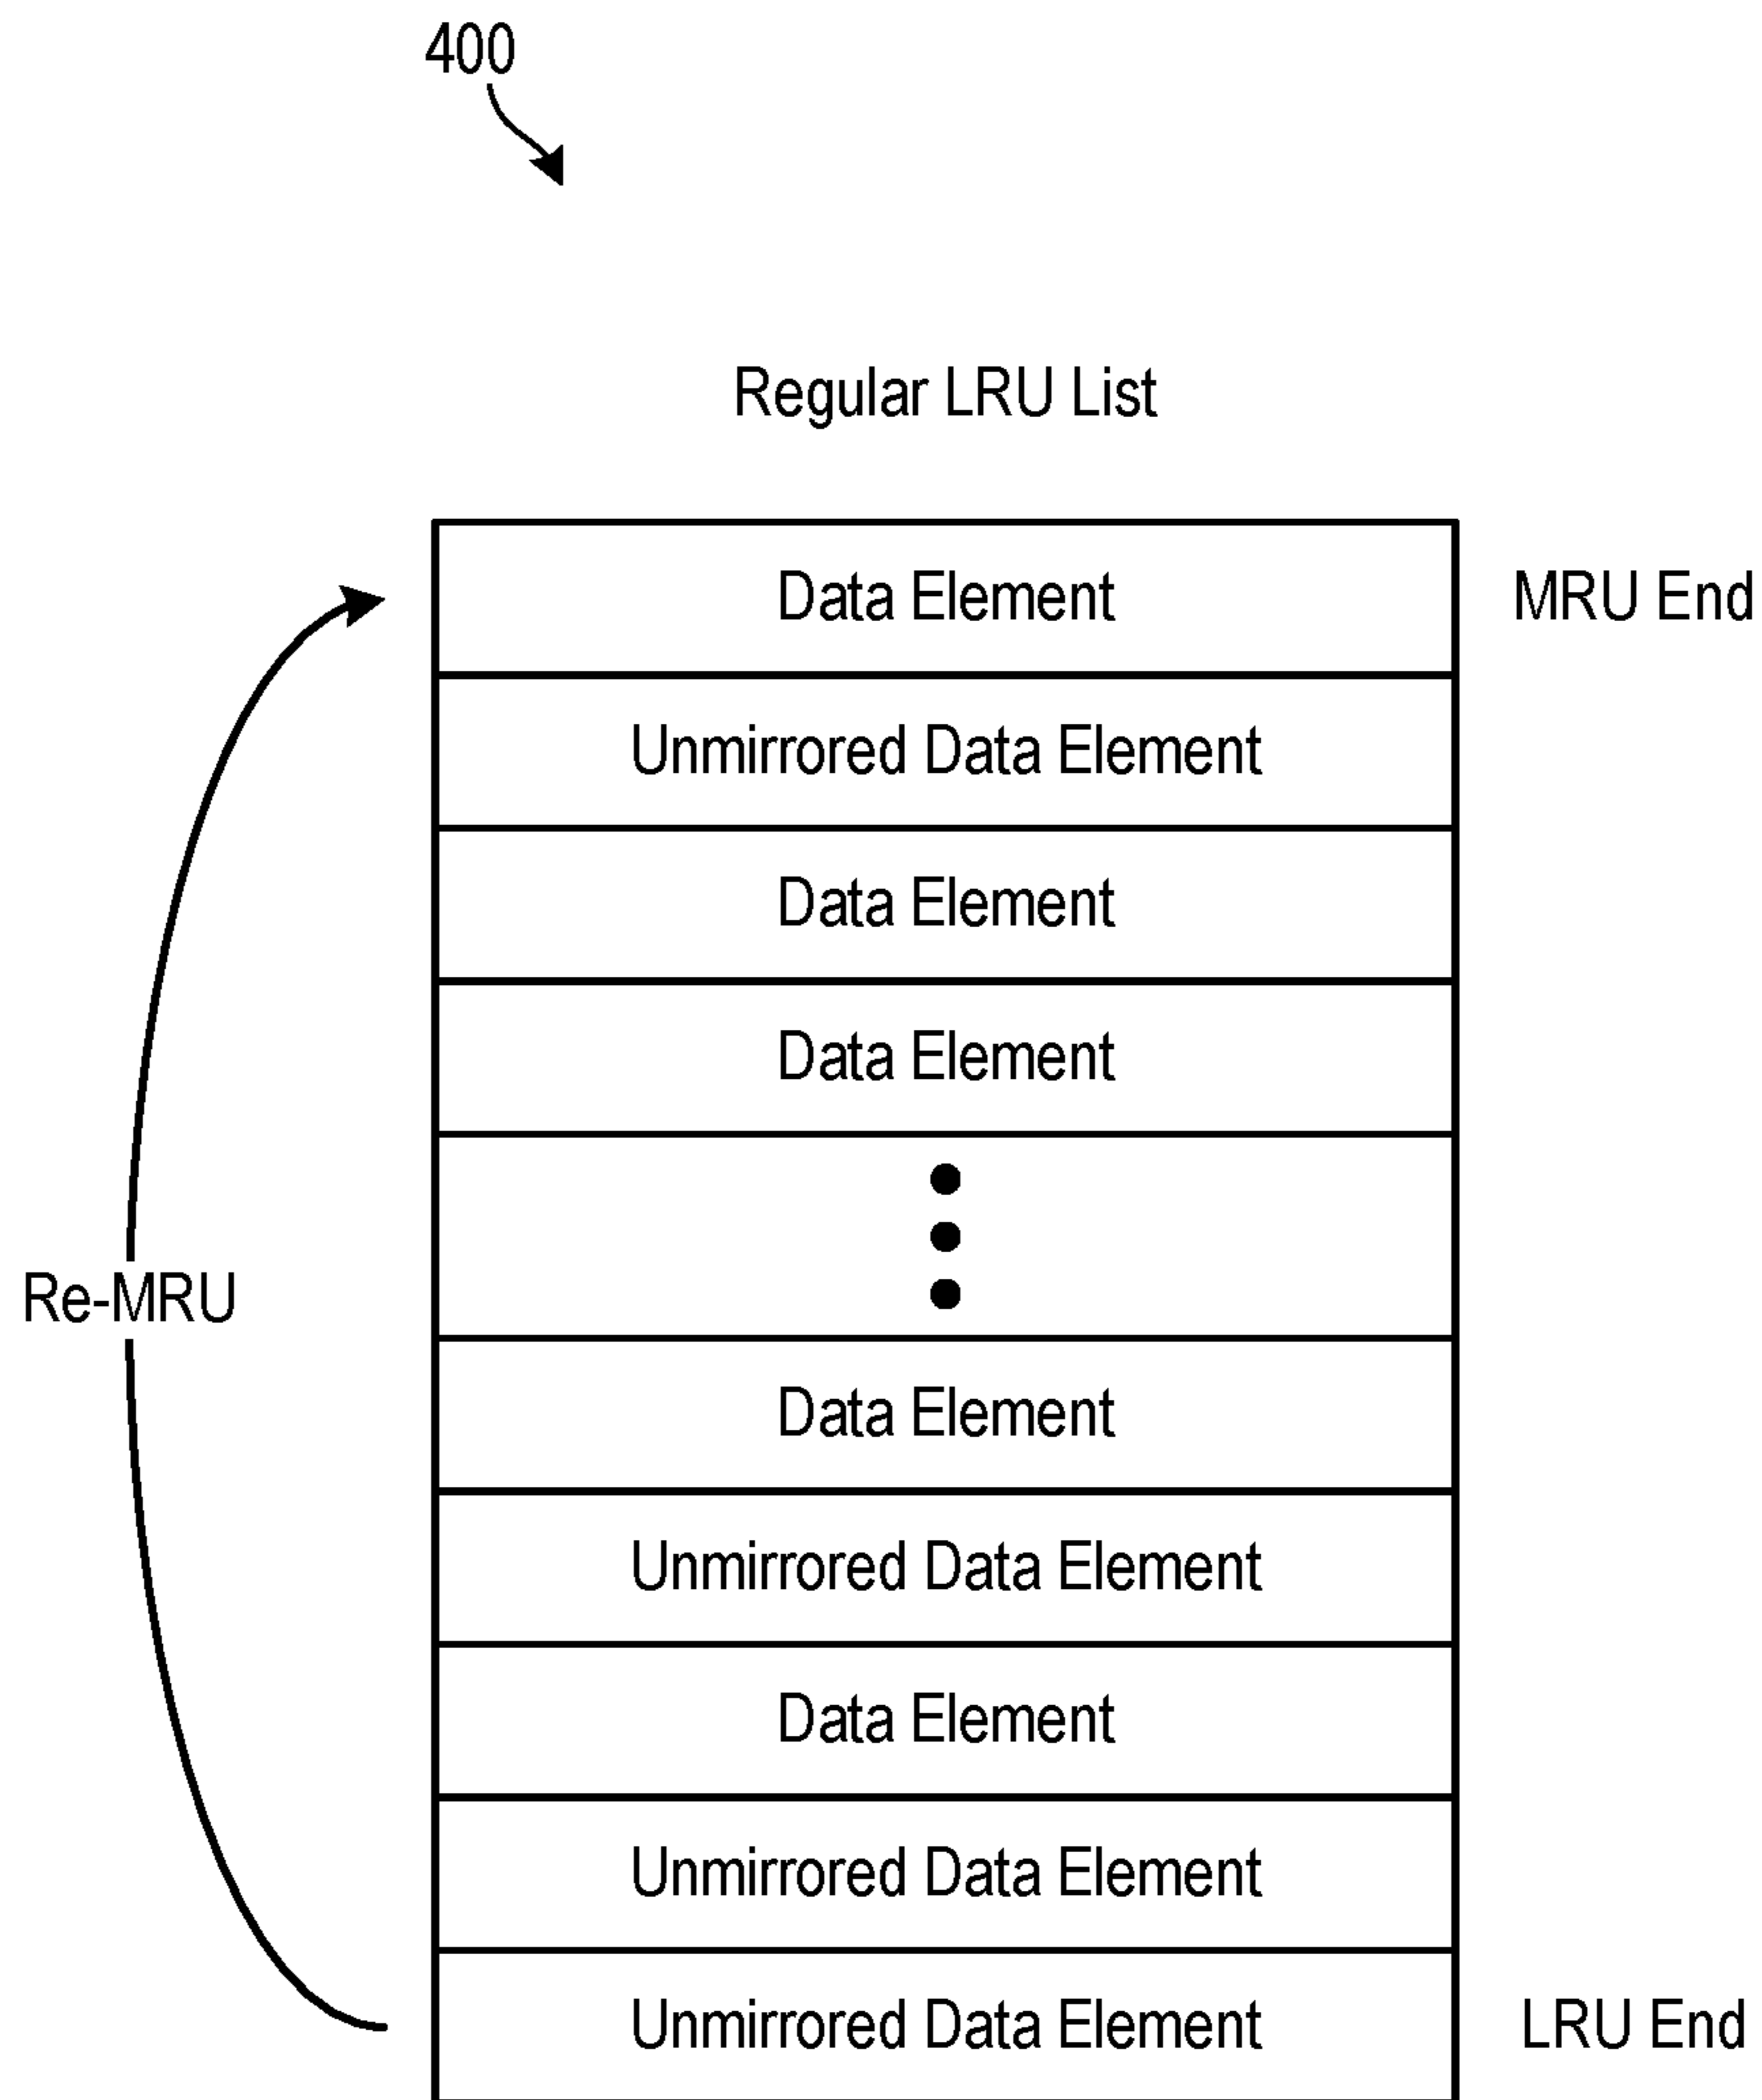 400
Regular LRU List
Data Element
MRU End
Unmirrored Data Element
Data Element
Data Element
Re-MRU
Data Element
Unmirrored Data Element
Data Element
Unmirrored Data Element
Unmirrored Data Element
LRU End